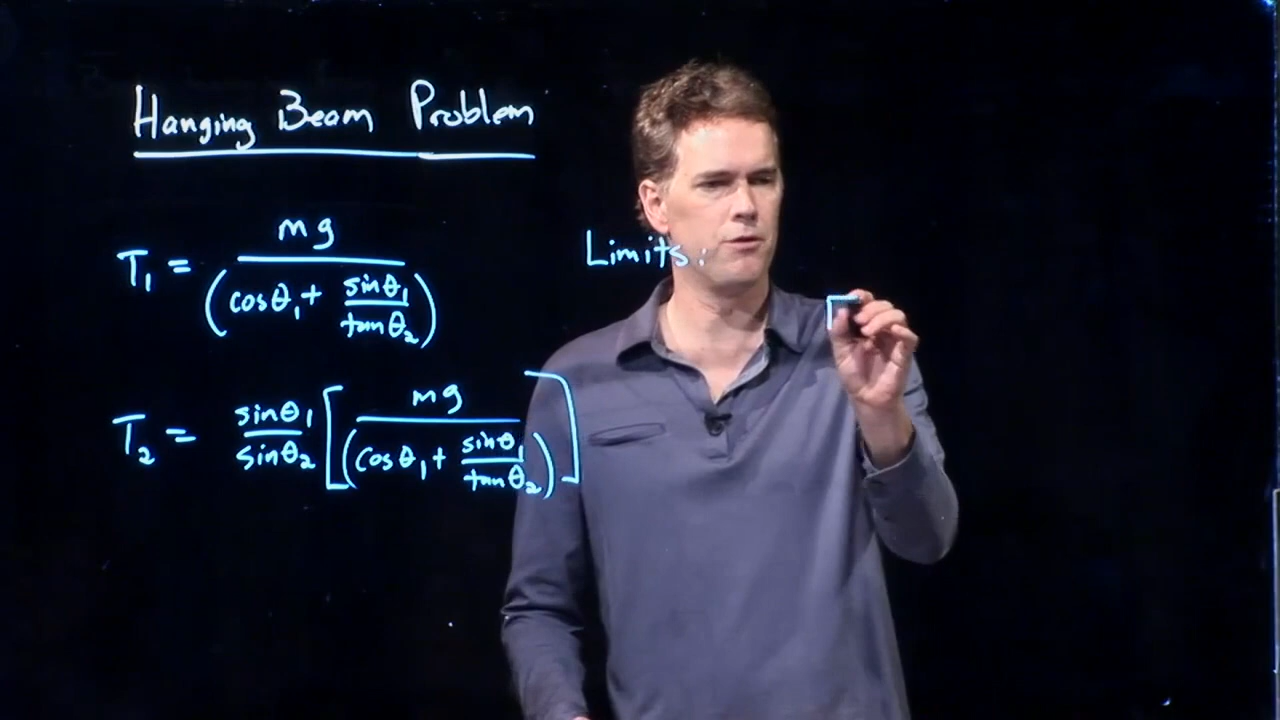 Hanging Beam Problem
T₁ = mg / (cosθ₁ + sinθ₁/tanθ₂)
Limits:
T₂ = sinθ₁/sinθ₂ [mg / (cosθ₁ + sinθ₁/tanθ₂)]